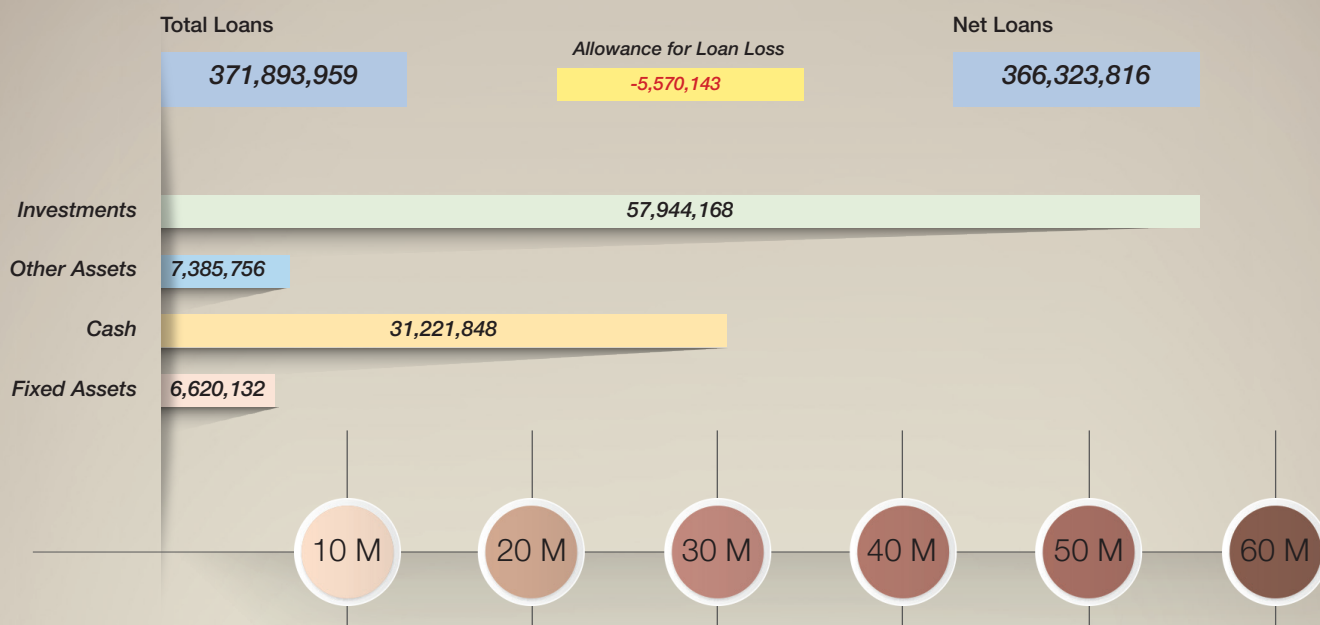 Total Loans
371,893,959
Allowance for Loan Loss
-5,570,143
Net Loans
366,323,816
Investments 57,944,168
Other Assets 7,385,756
Cash 31,221,848
Fixed Assets 6,620,132
10 M 20 M 30 M 40 M 50 M 60 M